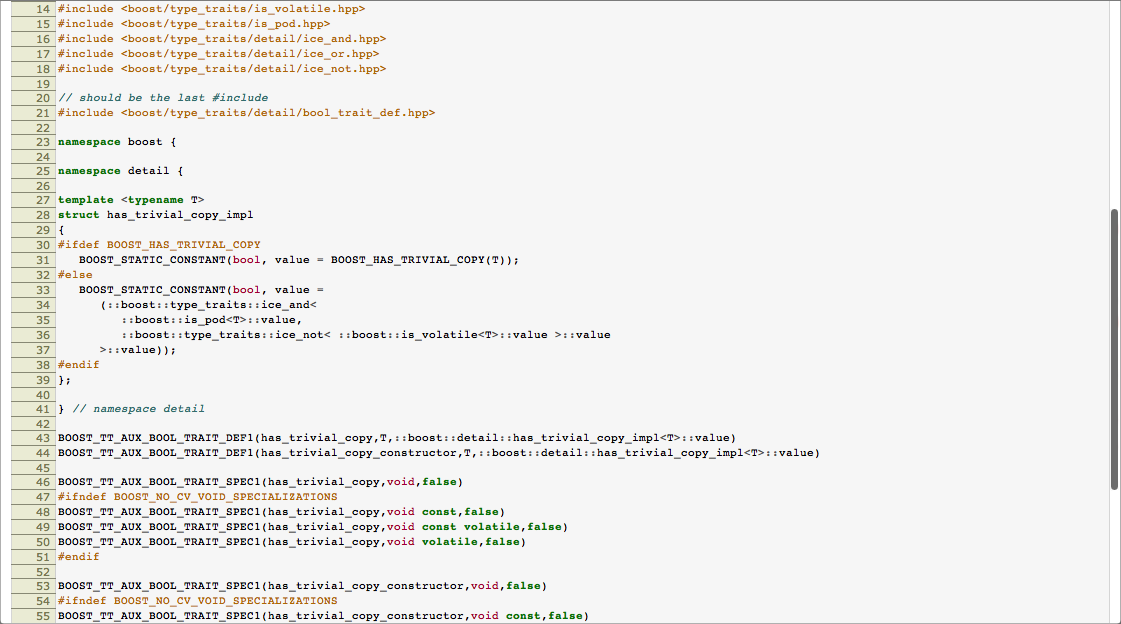 14 #include <boost/type_traits/is_volatile.hpp>
15 #include <boost/type_traits/is_pod.hpp>
16 #include <boost/type_traits/detail/ice_and.hpp>
17 #include <boost/type_traits/detail/ice_or.hpp>
18 #include <boost/type_traits/detail/ice_not.hpp>
19
20 // should be the last #include
21 #include <boost/type_traits/detail/bool_trait_def.hpp>
22
23 namespace boost {
24
25 namespace detail {
26
27 template <typename T>
28 struct has_trivial_copy_impl
29 {
30 #ifdef BOOST_HAS_TRIVIAL_COPY
31    BOOST_STATIC_CONSTANT(bool, value = BOOST_HAS_TRIVIAL_COPY(T));
32 #else
33    BOOST_STATIC_CONSTANT(bool, value =
34       (::boost::type_traits::ice_and<
35          ::boost::is_pod<T>::value,
36          ::boost::type_traits::ice_not< ::boost::is_volatile<T>::value >::value
37       >::value));
38 #endif
39 };
40
41 } // namespace detail
42
43 BOOST_TT_AUX_BOOL_TRAIT_DEF1(has_trivial_copy,T,::boost::detail::has_trivial_copy_impl<T>::value)
44 BOOST_TT_AUX_BOOL_TRAIT_DEF1(has_trivial_copy_constructor,T,::boost::detail::has_trivial_copy_impl<T>::value)
45
46 BOOST_TT_AUX_BOOL_TRAIT_SPEC1(has_trivial_copy,void,false)
47 #ifndef BOOST_NO_CV_VOID_SPECIALIZATIONS
48 BOOST_TT_AUX_BOOL_TRAIT_SPEC1(has_trivial_copy,void const,false)
49 BOOST_TT_AUX_BOOL_TRAIT_SPEC1(has_trivial_copy,void const volatile,false)
50 BOOST_TT_AUX_BOOL_TRAIT_SPEC1(has_trivial_copy,void volatile,false)
51 #endif
52
53 BOOST_TT_AUX_BOOL_TRAIT_SPEC1(has_trivial_copy_constructor,void,false)
54 #ifndef BOOST_NO_CV_VOID_SPECIALIZATIONS
55 BOOST_TT_AUX_BOOL_TRAIT_SPEC1(has_trivial_copy_constructor,void const,false)